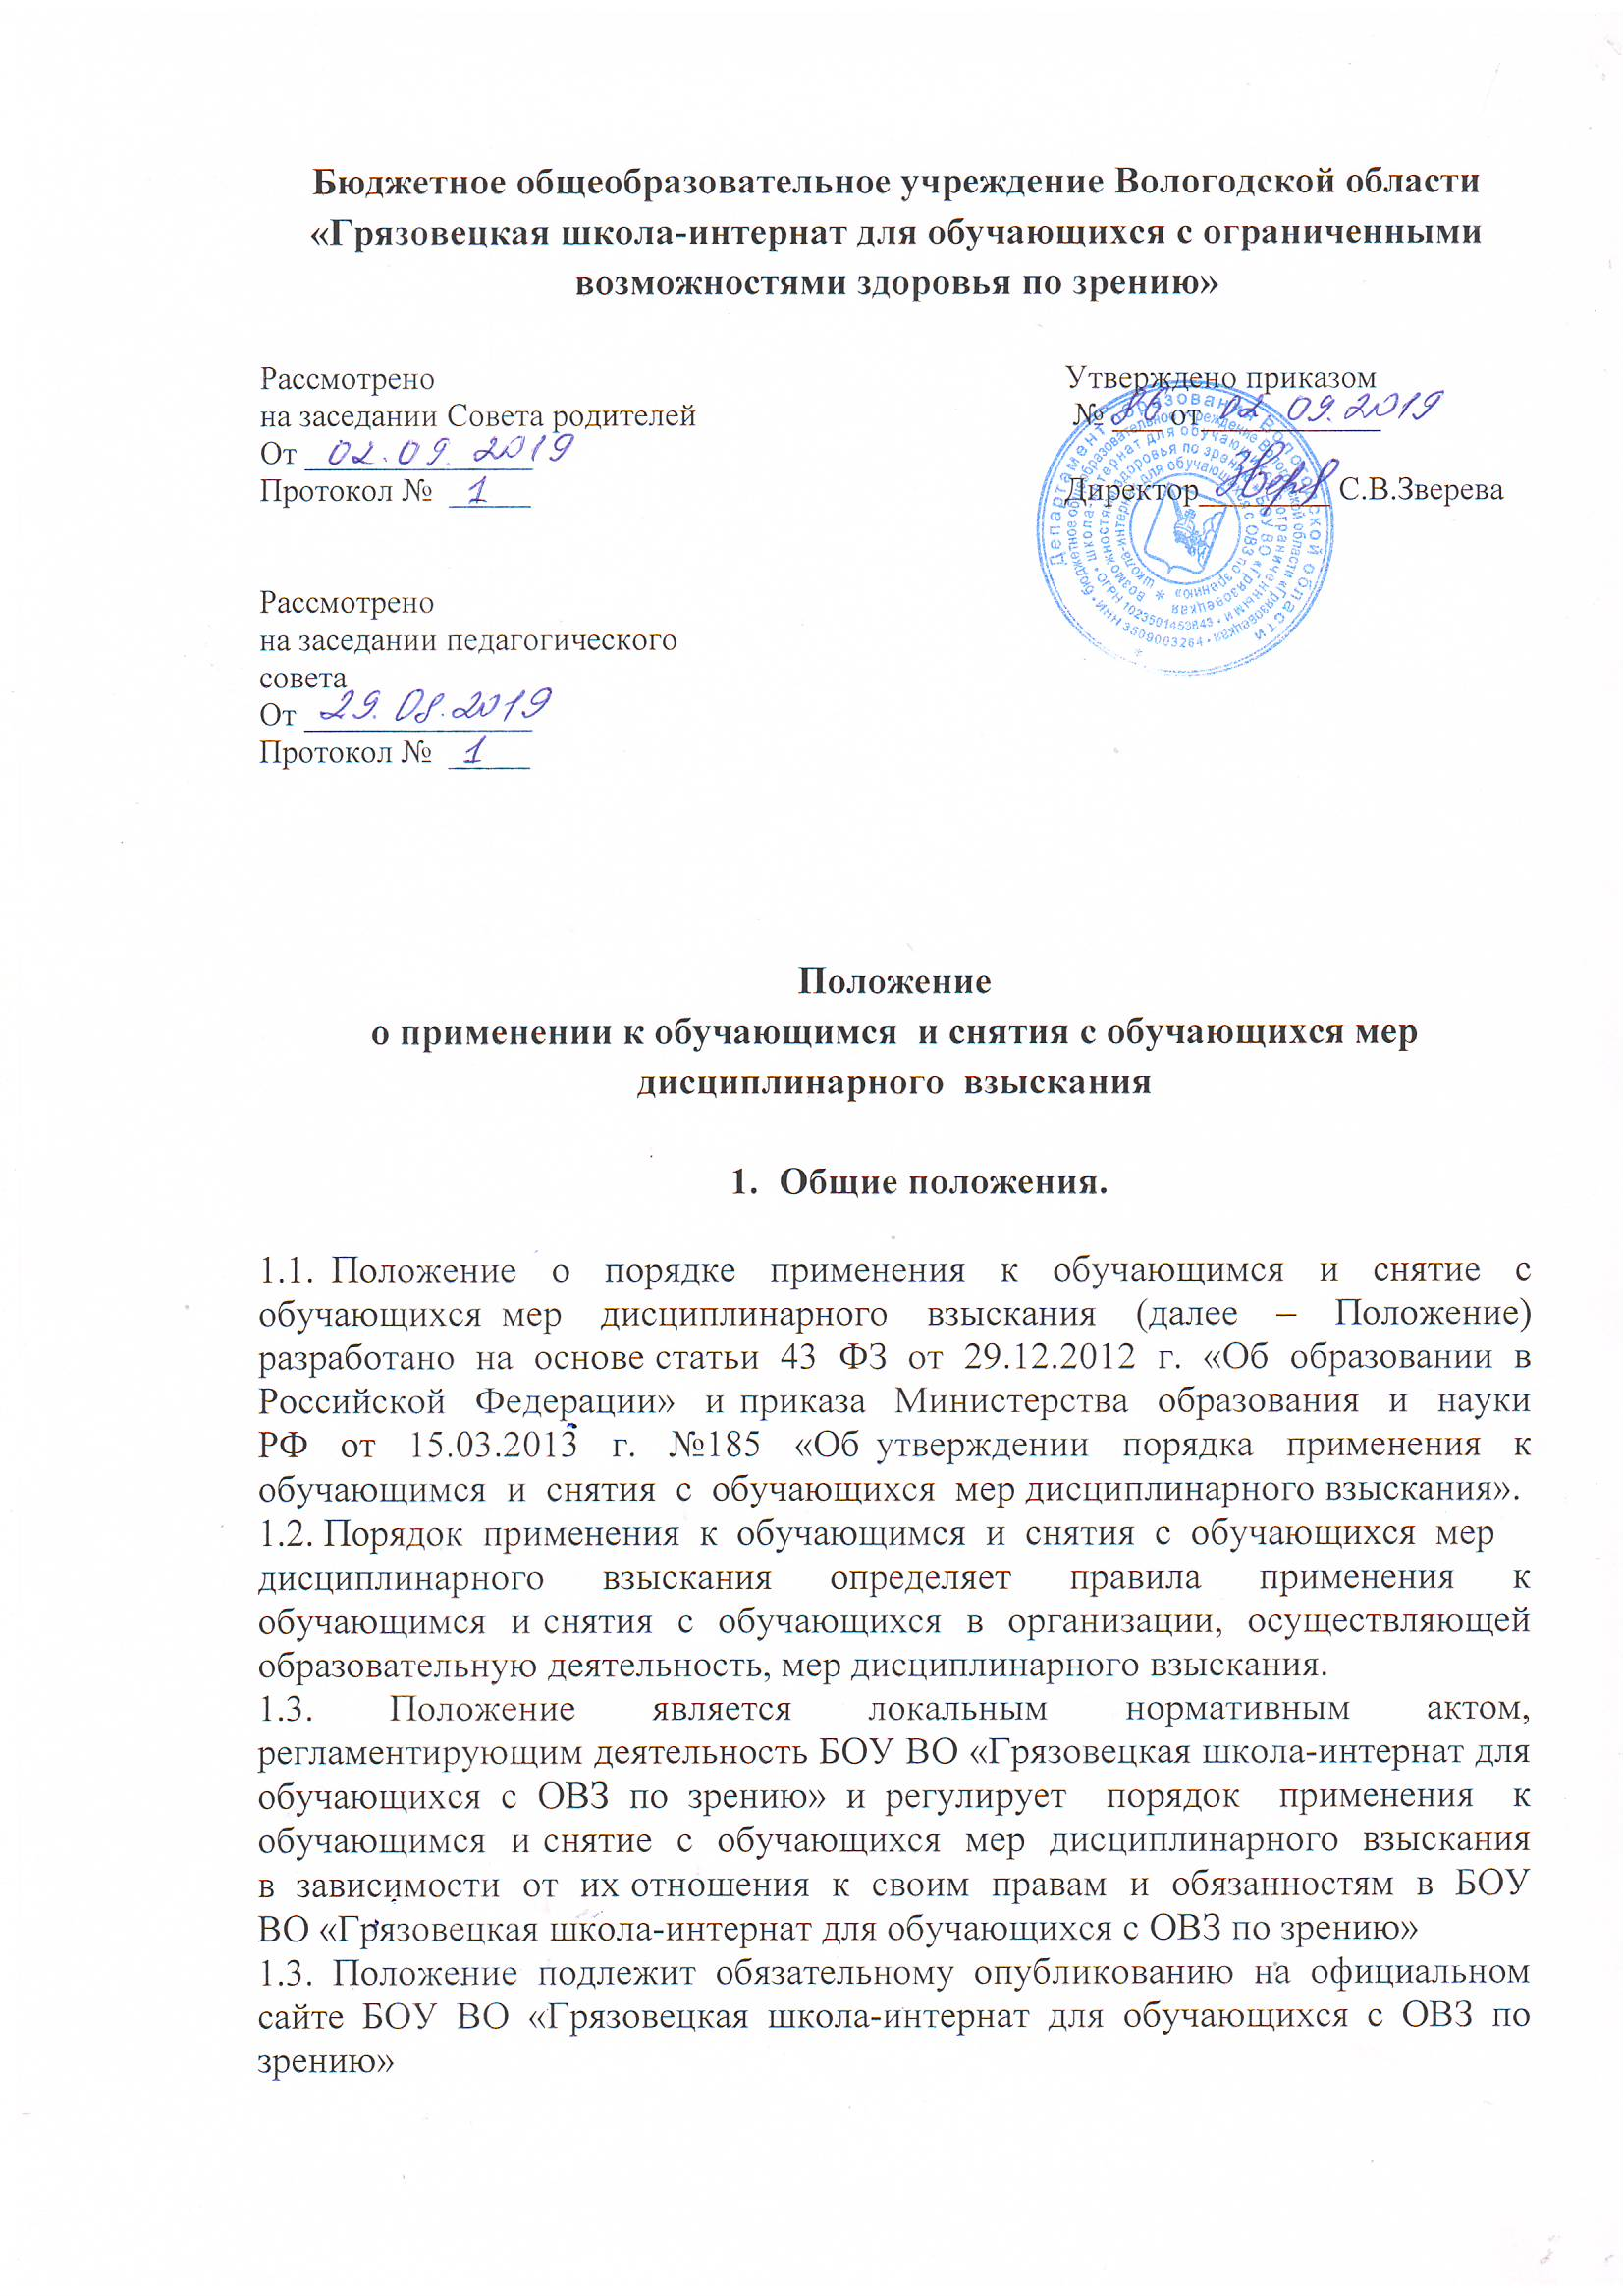 Бюджетное общеобразовательное учреждение Вологодской области
«Грязовецкая школа-интернат для обучающихся с ограниченными
возможностями здоровья по зрению»
Рассмотрено
на заседании Совета родителей
От 02.09.2019
Протокол № 1
Утверждено приказом
№ от 02.09.2019
Директор С.В.Зверева
Рассмотрено
на заседании педагогического
совета
От 29.08.2019
Протокол № 1
Положение
о применении к обучающимся и снятия с обучающихся мер
дисциплинарного взыскания
1. Общие положения.
1.1. Положение о порядке применения к обучающимся и снятие с
обучающихся мер дисциплинарного взыскания (далее – Положение)
разработано на основе статьи 43 ФЗ от 29.12.2012 г. «Об образовании в
Российской Федерации» и приказа Министерства образования и науки
РФ от 15.03.2013 г. №185 «Об утверждении порядка применения к
обучающимся и снятия с обучающихся мер дисциплинарного взыскания».
1.2. Порядок применения к обучающимся и снятия с обучающихся мер
дисциплинарного взыскания определяет правила применения к
обучающимся и снятия с обучающихся в организации, осуществляющей
образовательную деятельность, мер дисциплинарного взыскания.
1.3. Положение является локальным нормативным актом,
регламентирующим деятельность БОУ ВО «Грязовецкая школа-интернат для
обучающихся с ОВЗ по зрению» и регулирует порядок применения к
обучающимся и снятие с обучающихся мер дисциплинарного взыскания
в зависимости от их отношения к своим правам и обязанностям в БОУ
ВО «Грязовецкая школа-интернат для обучающихся с ОВЗ по зрению»
1.3. Положение подлежит обязательному опубликованию на официальном
сайте БОУ ВО «Грязовецкая школа-интернат для обучающихся с ОВЗ по
зрению»